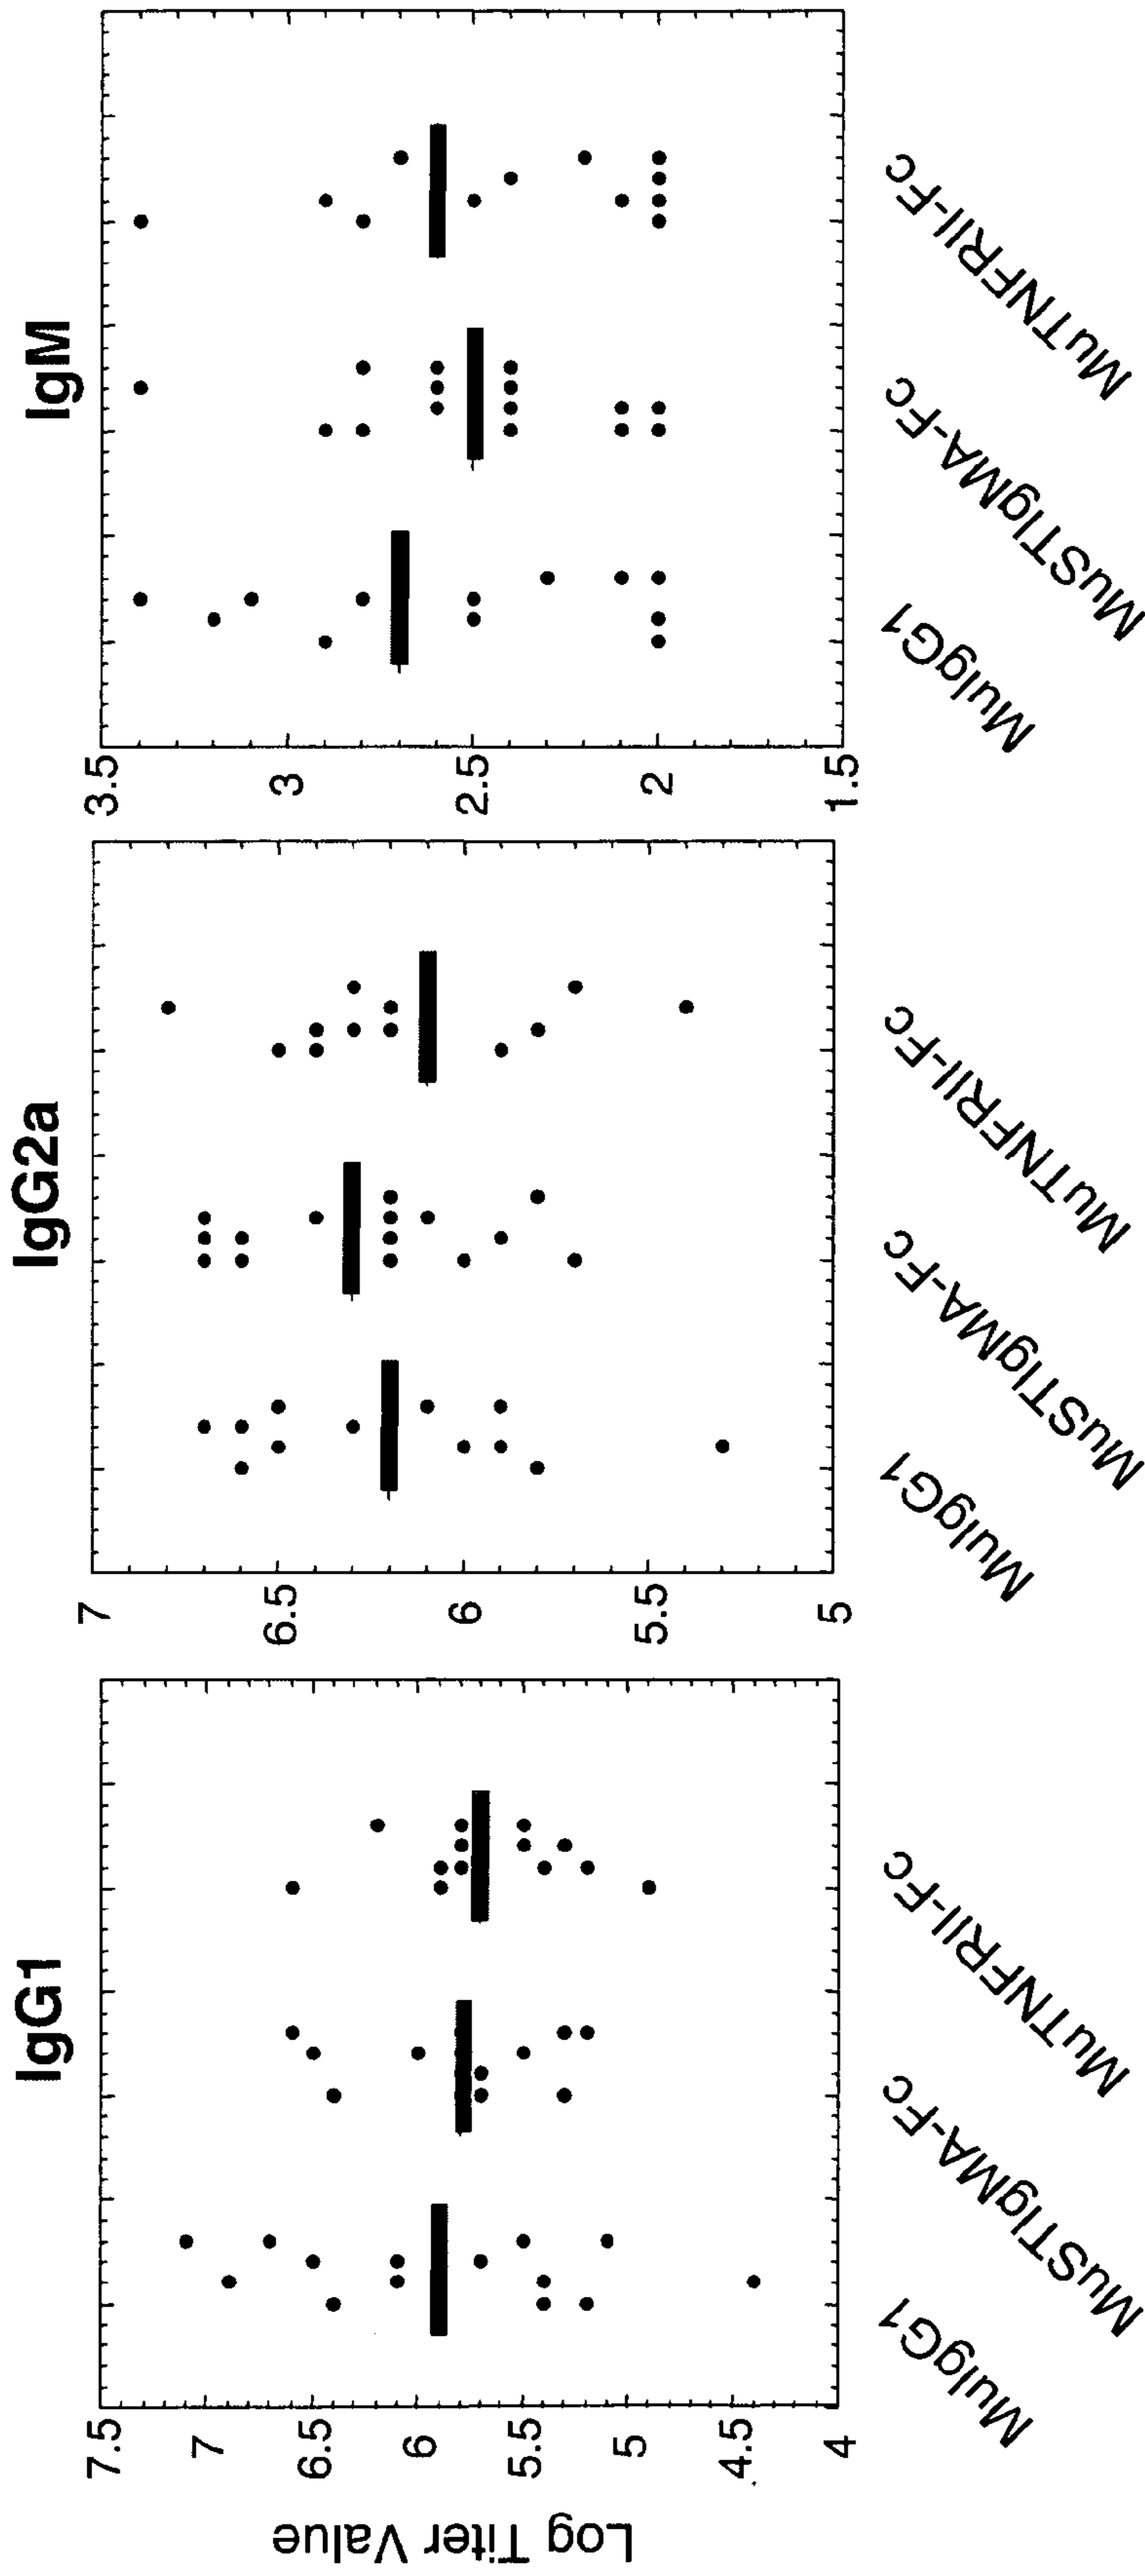 IgG1
Log Titer Value
7.5
7
6.5
6
5.5
5
4.5
4
MuIgG1
MuSTIgMA-Fc
MuTNFRII-Fc
IgG2a
7
6.5
6
5.5
5
MuIgG1
MuSTIgMA-Fc
MuTNFRII-Fc
IgM
3.5
3
2.5
2
1.5
MuIgG1
MuSTIgMA-Fc
MuTNFRII-Fc